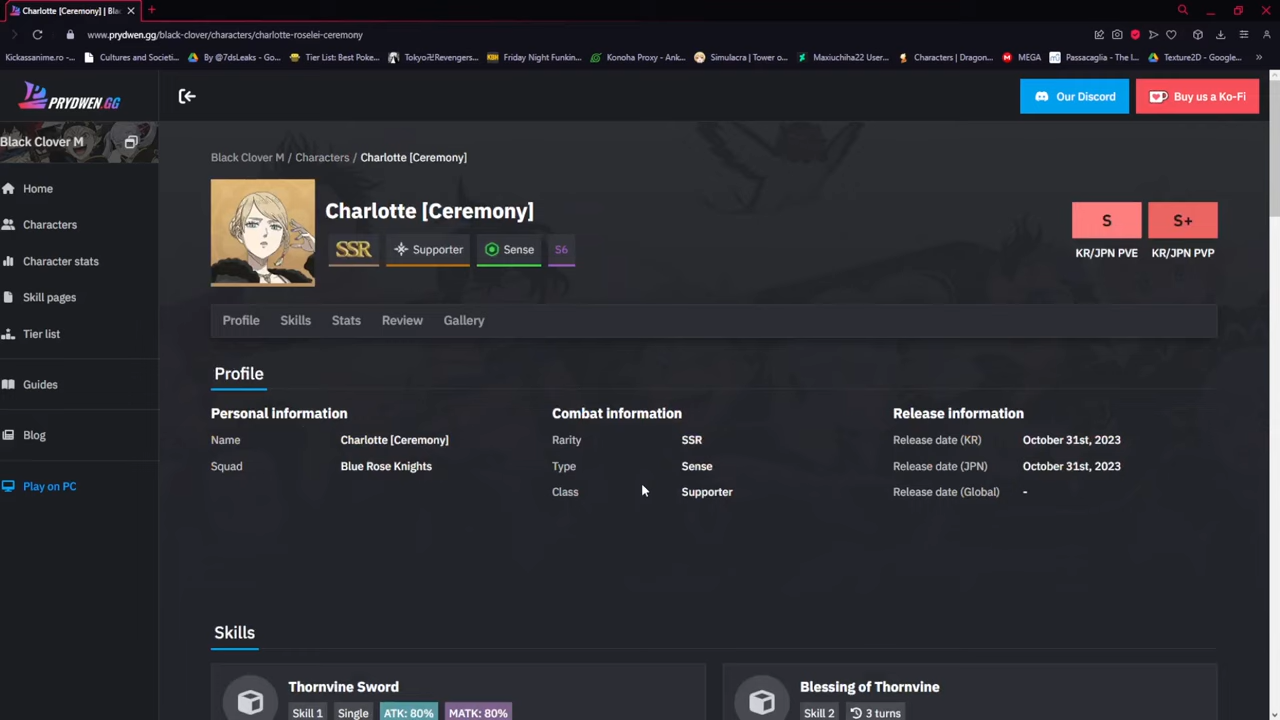 Charlotte [Ceremony] | Bla
www.prydwen.gg/black-clover/characters/charlotte-roselei-ceremony
Kickassanime.ro -... Cultures and Societi... By @7dsLeaks - Goo... Tier List: Best Poke... Tokyo卍Revengers... Friday Night Funkin... Konoha Proxy - Ank... Simulacra | Tower o... Maxiuchiha22 User... Characters | Dragon... MEGA Passacaglia — The I... Texture2D - Google...
PRYDWEN.GG
Our Discord
Buy us a Ko-Fi
Black Clover M
Home
Characters
Character stats
Skill pages
Tier list
Guides
Blog
Play on PC
Black Clover M / Characters / Charlotte [Ceremony]
Charlotte [Ceremony]
SSR Supporter Sense S6
S S+
KR/JPN PVE KR/JPN PVP
Profile Skills Stats Review Gallery
Profile
Personal information Combat information Release information
Name Charlotte [Ceremony] Rarity SSR Release date (KR) October 31st, 2023
Squad Blue Rose Knights Type Sense Release date (JPN) October 31st, 2023
Class Supporter Release date (Global) -
Skills
Thornvine Sword
Skill 1 Single ATK: 80% MATK: 80%
Blessing of Thornvine
Skill 2 3 turns